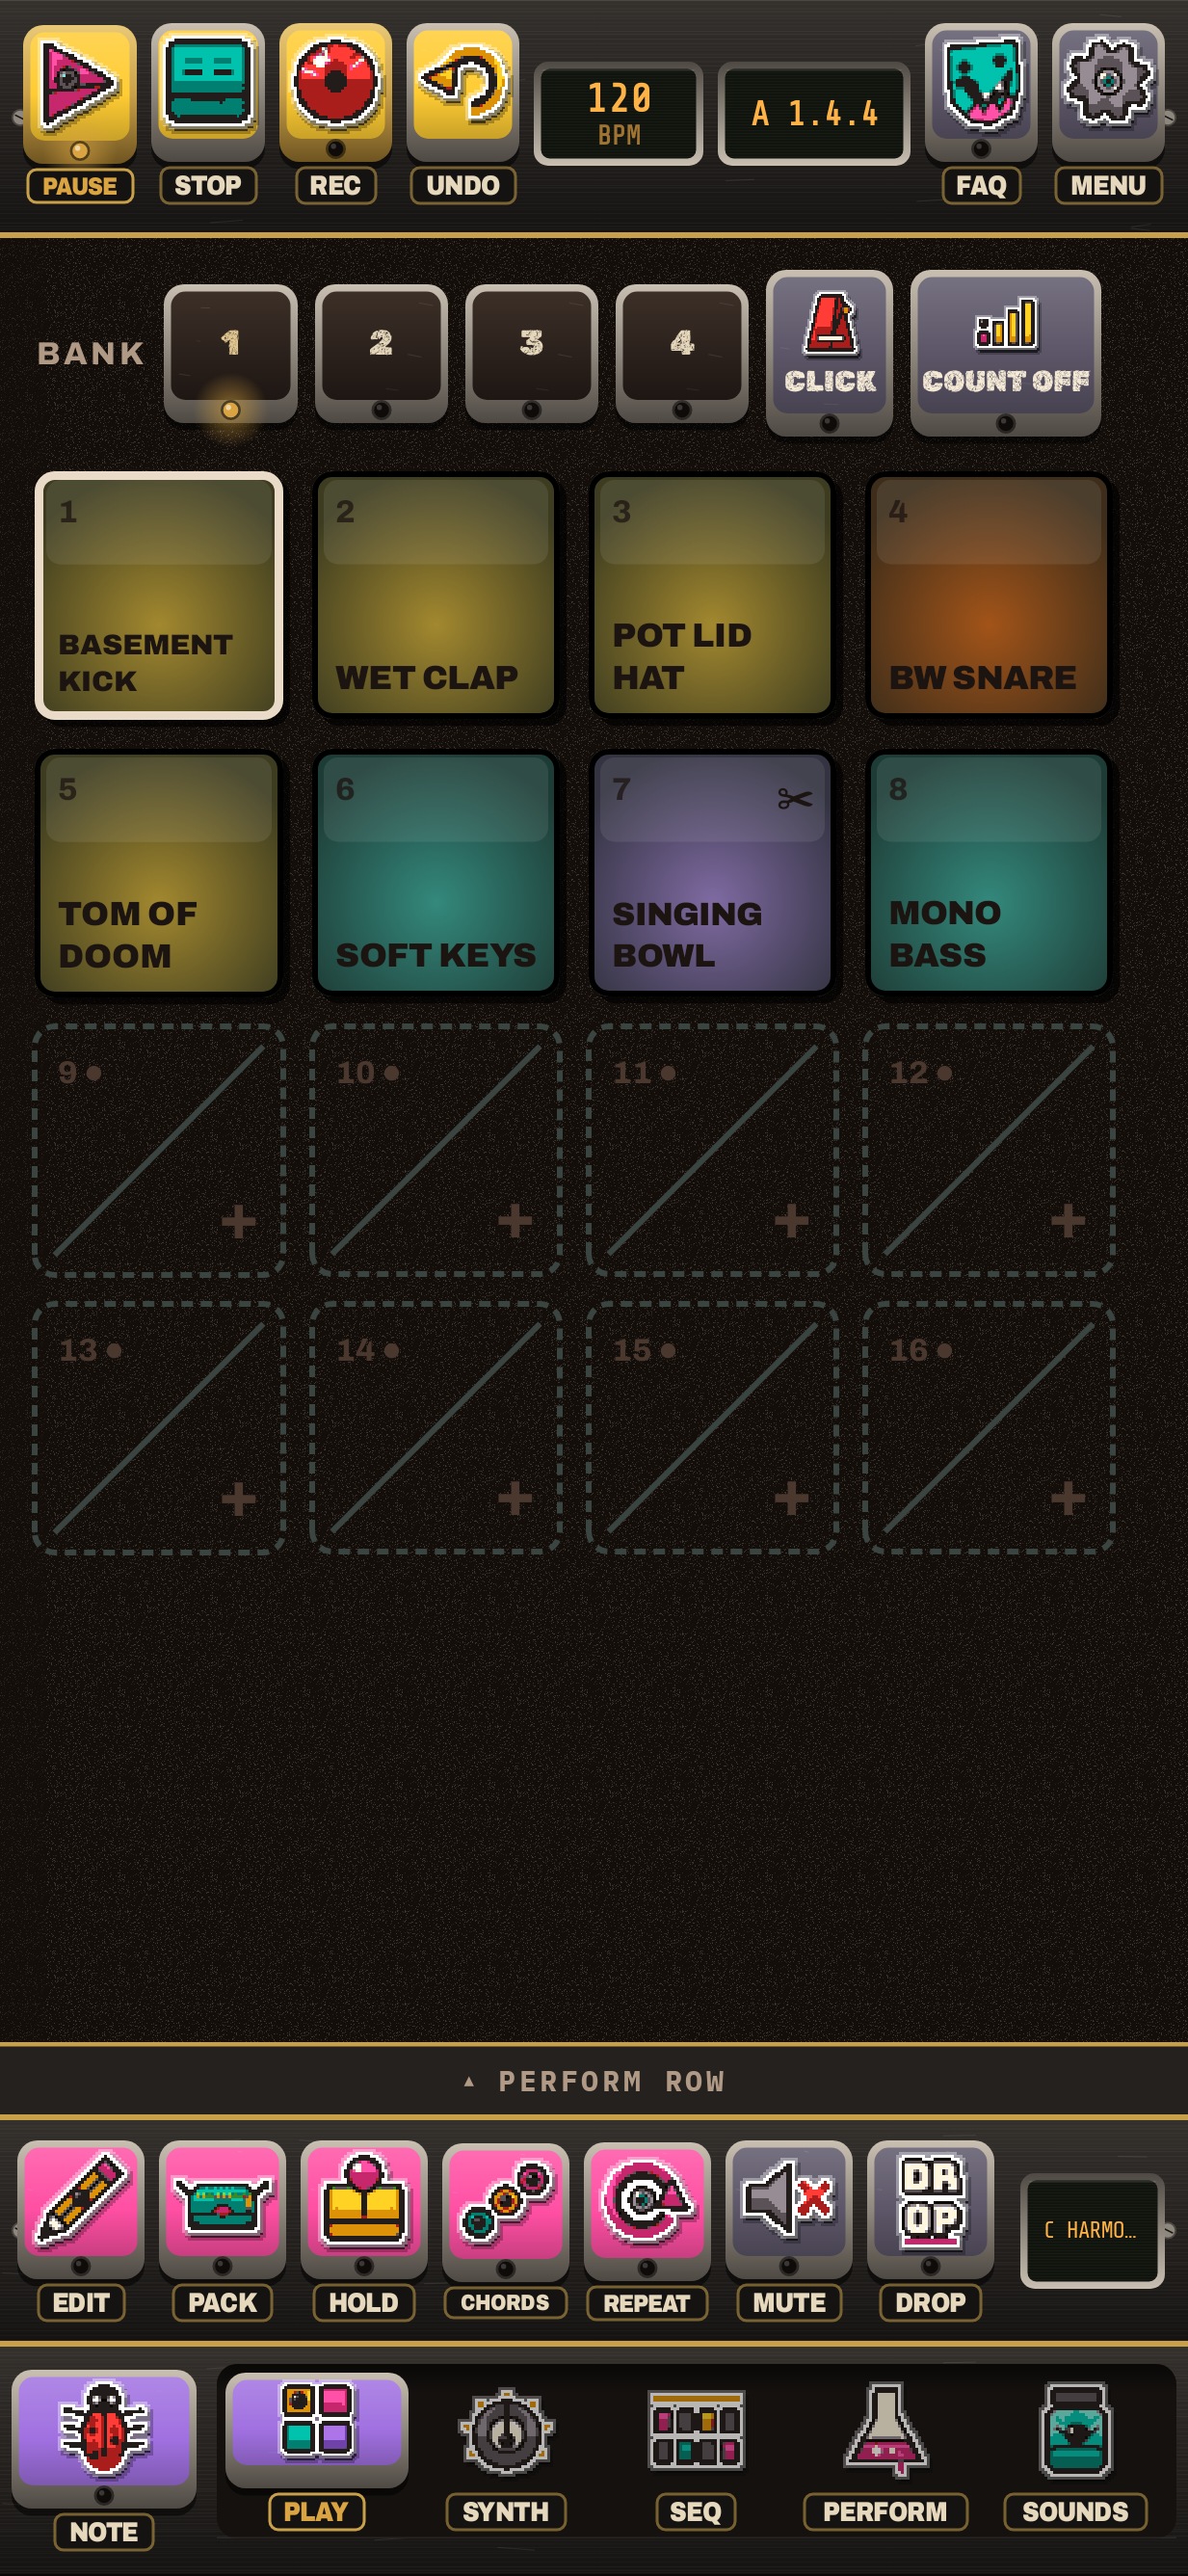 PAUSE STOP REC UNDO 120 BPM A 1.4.4 FAQ MENU
BANK 1 2 3 4 CLICK COUNT OFF
1 2 3 4
BASEMENT KICK
WET CLAP
POT LID HAT
BW SNARE
5 6 7 8
TOM OF DOOM
SOFT KEYS
SINGING BOWL
MONO BASS
9 10 11 12
13 14 15 16
▲ PERFORM ROW
DROP
C HARMO…
EDIT PACK HOLD CHORDS REPEAT MUTE DROP
NOTE PLAY SYNTH SEQ PERFORM SOUNDS